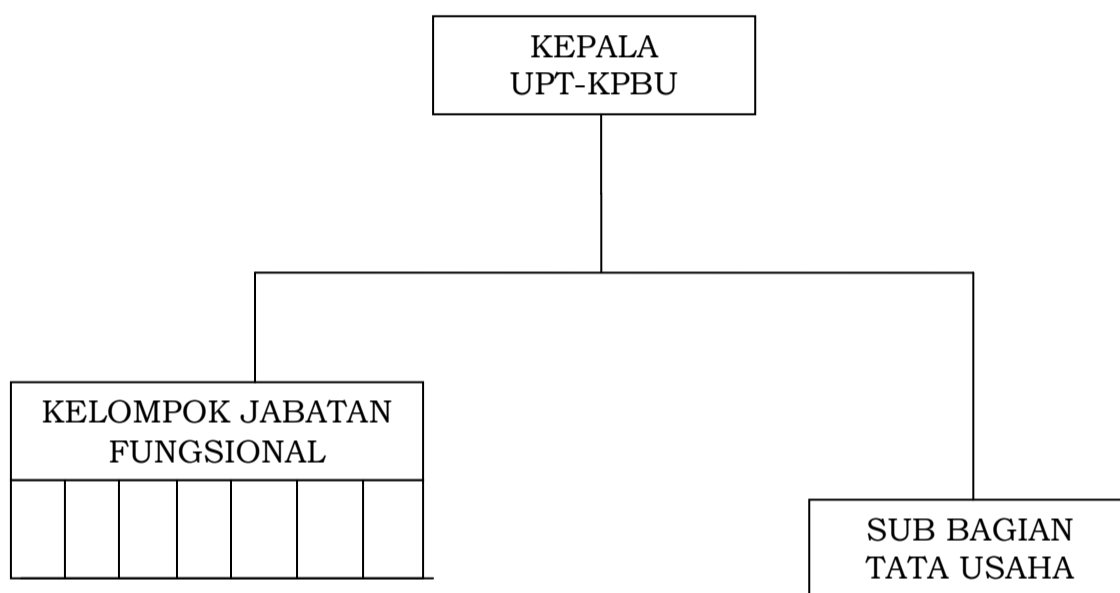 KEPALA
UPT-KPBU
KELOMPOK JABATAN
FUNGSIONAL
SUB BAGIAN
TATA USAHA